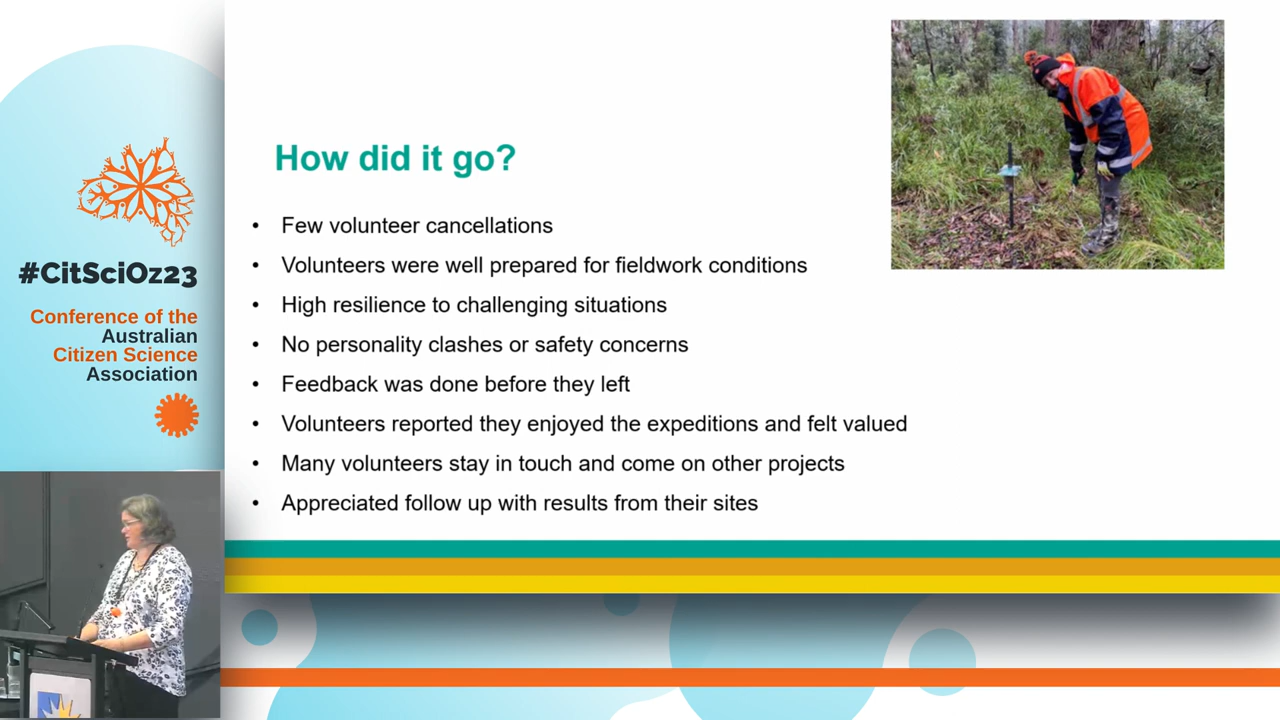 #CitSciOz23
Conference of the
Australian
Citizen Science
Association
How did it go?
• Few volunteer cancellations
• Volunteers were well prepared for fieldwork conditions
• High resilience to challenging situations
• No personality clashes or safety concerns
• Feedback was done before they left
• Volunteers reported they enjoyed the expeditions and felt valued
• Many volunteers stay in touch and come on other projects
• Appreciated follow up with results from their sites